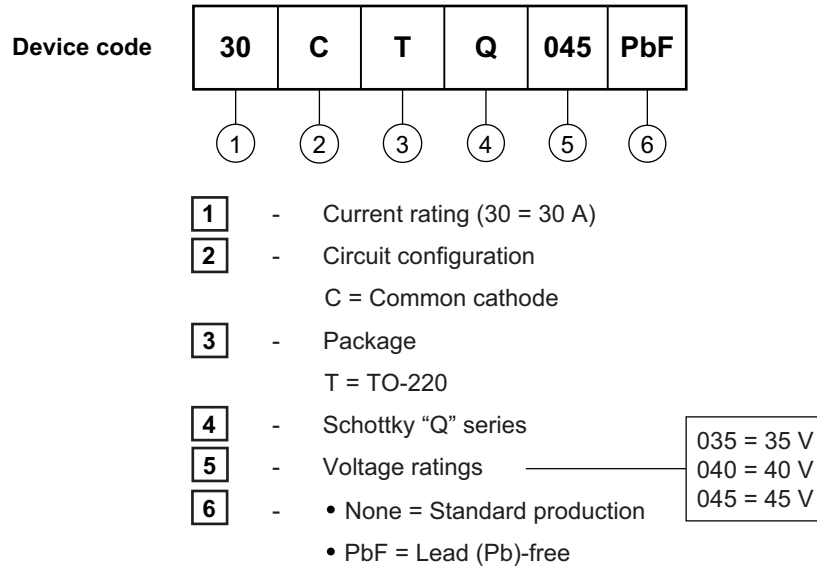 Device code 30 C T Q 045 PbF
1 2 3 4 5 6
1 - Current rating (30 = 30 A)
2 - Circuit configuration
C = Common cathode
3 - Package
T = TO-220
4 - Schottky “Q” series
5 - Voltage ratings
035 = 35 V
040 = 40 V
045 = 45 V
6 - • None = Standard production
• PbF = Lead (Pb)-free